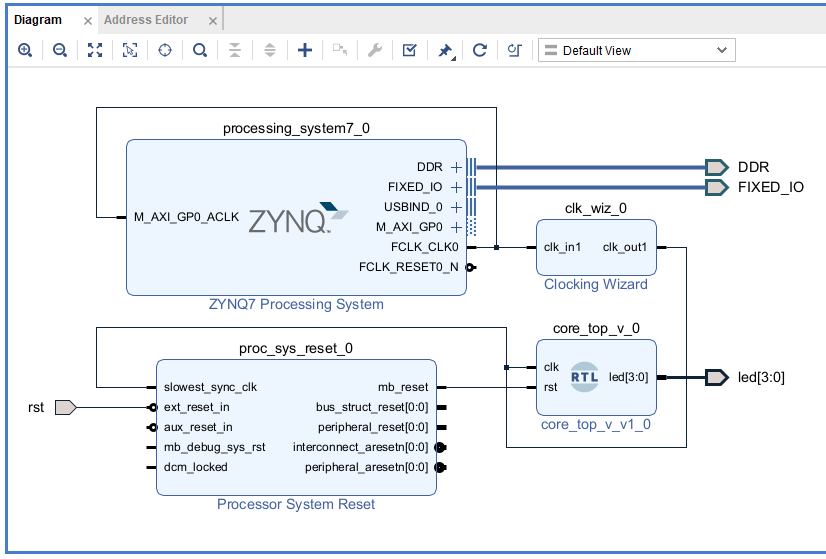 Diagram
Address Editor
Default View
processing_system7_0
DDR
FIXED_IO
USBIND_0
M_AXI_GP0
FCLK_CLK0
FCLK_RESET0_N
M_AXI_GP0_ACLK
ZYNQ
ZYNQ7 Processing System
DDR
FIXED_IO
clk_wiz_0
clk_in1
clk_out1
Clocking Wizard
proc_sys_reset_0
slowest_sync_clk
ext_reset_in
aux_reset_in
mb_debug_sys_rst
dcm_locked
mb_reset
bus_struct_reset[0:0]
peripheral_reset[0:0]
interconnect_aresetn[0:0]
peripheral_aresetn[0:0]
Processor System Reset
rst
core_top_v_0
clk
rst
RTL
led[3:0]
core_top_v_v1_0
led[3:0]